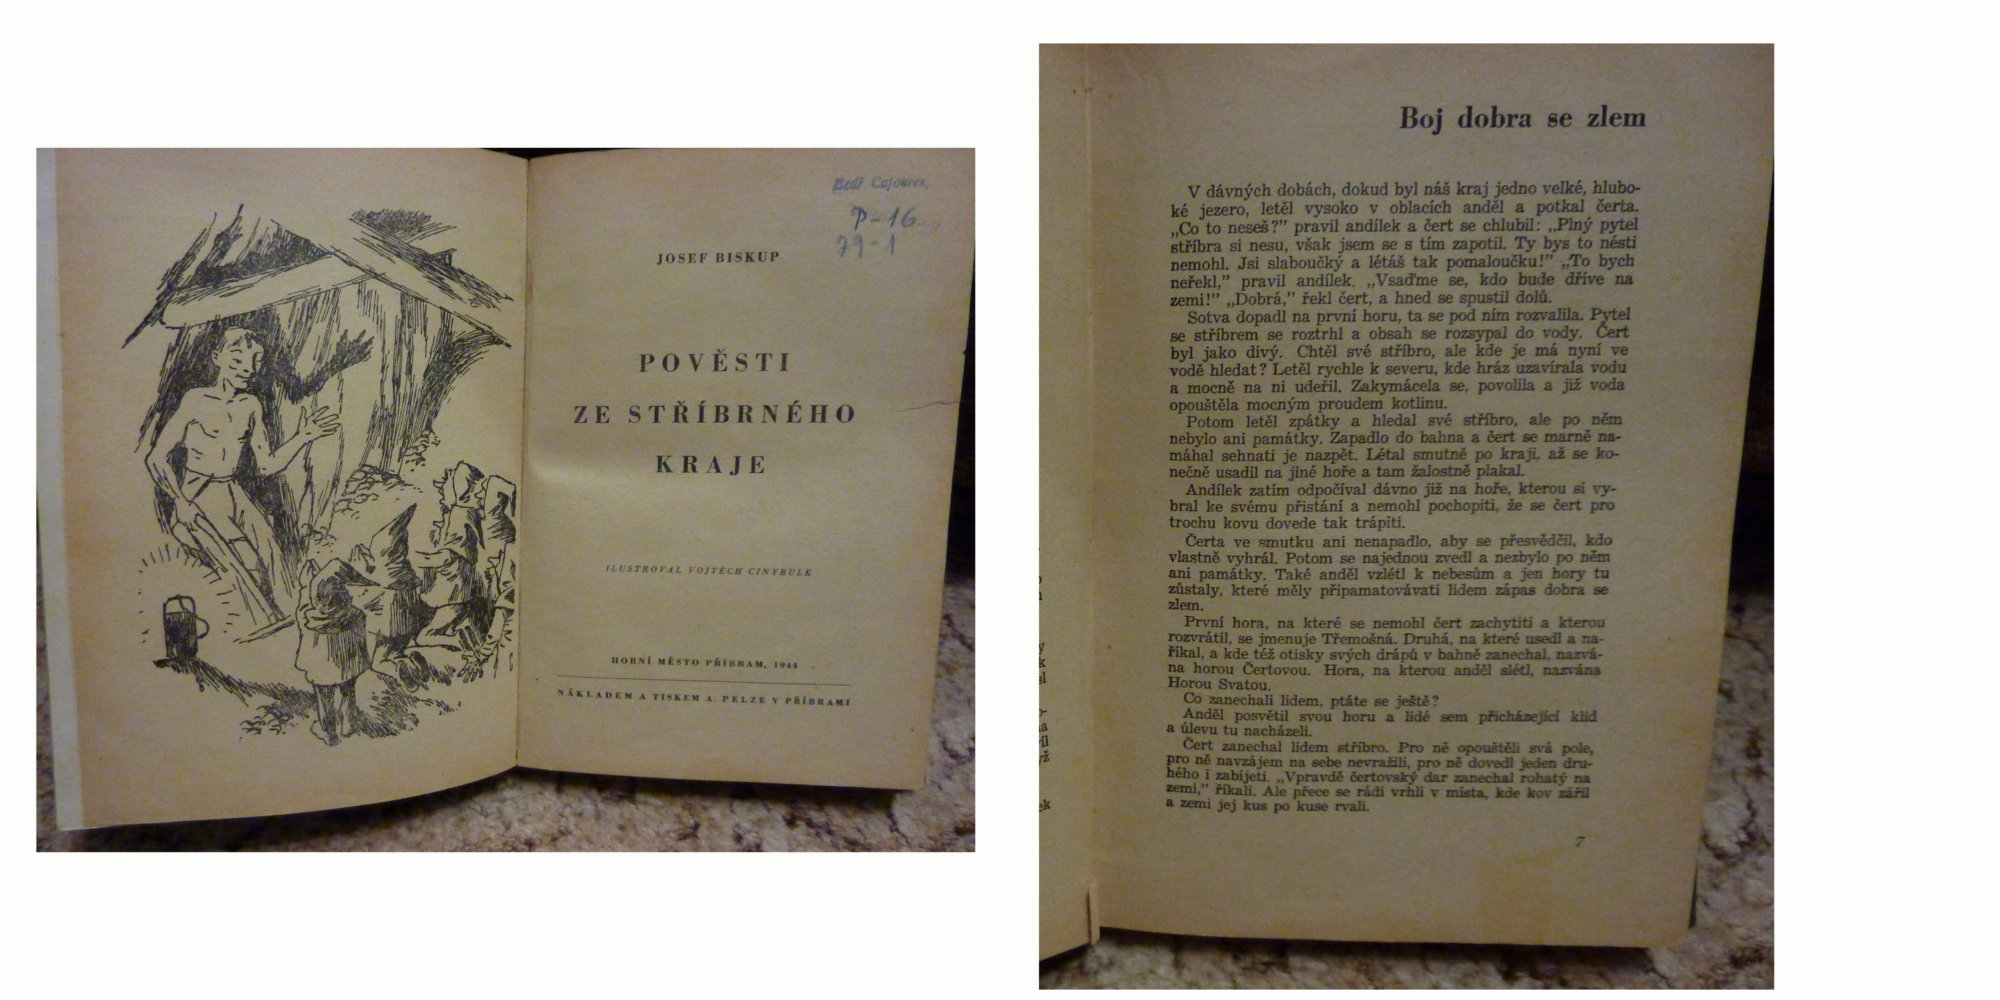 Bedř. Cajourek,
P-16
79-1
JOSEF BISKUP
POVĚSTI
ZE STŘÍBRNÉHO
KRAJE
ILUSTROVAL VOJTĚCH CINYBULK
HORNÍ MĚSTO PŘÍBRAM, 1944
NÁKLADEM A TISKEM A. PELZE V PŘÍBRAMI
Boj dobra se zlem
V dávných dobách, dokud byl náš kraj jedno velké, hlubo-
ké jezero, letěl vysoko v oblacích anděl a potkal čerta.
„Co to neseš?” pravil andílek a čert se chlubil: „Plný pytel
stříbra si nesu, však jsem se s tím zapotil. Ty bys to nésti
nemohl. Jsi slaboučký a létáš tak pomaloučku!” „To bych
neřekl,” pravil andílek. „Vsaďme se, kdo bude dříve na
zemi!” „Dobrá,” řekl čert, a hned se spustil dolů.
Sotva dopadl na první horu, ta se pod ním rozvalila. Pytel
se stříbrem se roztrhl a obsah se rozsypal do vody. Čert
byl jako divý. Chtěl své stříbro, ale kde je má nyní ve
vodě hledat? Letěl rychle k severu, kde hráz uzavírala vodu
a mocně na ni udeřil. Zakymácela se, povolila a již voda
opouštěla mocným proudem kotlinu.
Potom letěl zpátky a hledal své stříbro, ale po něm
nebylo ani památky. Zapadlo do bahna a čert se marně na-
máhal sehnati je nazpět. Létal smutně po kraji, až se ko-
nečně usadil na jiné hoře a tam žalostně plakal.
Andílek zatím odpočíval dávno již na hoře, kterou si vy-
bral ke svému přistání a nemohl pochopiti, že se čert pro
trochu kovu dovede tak trápiti.
Čerta ve smutku ani nenapadlo, aby se přesvědčil, kdo
vlastně vyhrál. Potom se najednou zvedl a nezbylo po něm
ani památky. Také anděl vzlétl k nebesům a jen hory tu
zůstaly, které měly připamatovávati lidem zápas dobra se
zlem.
První hora, na které se nemohl čert zachytiti a kterou
rozvrátil, se jmenuje Třemošná. Druhá, na které usedl a na-
říkal, a kde též otisky svých drápů v bahně zanechal, nazvá-
na horou Čertovou. Hora, na kterou anděl slétl, nazvána
Horou Svatou.
Co zanechali lidem, ptáte se ještě?
Anděl posvětil svou horu a lidé sem přicházející klid
a úlevu tu nacházeli.
Čert zanechal lidem stříbro. Pro ně opouštěli svá pole,
pro ně navzájem na sebe nevražili, pro ně dovedl jeden dru-
hého i zabíjeti. „Vpravdě čertovský dar zanechal rohatý na
zemi,” říkali. Ale přece se rádi vrhli v místa, kde kov zářil
a zemi jej kus po kuse rvali.
7